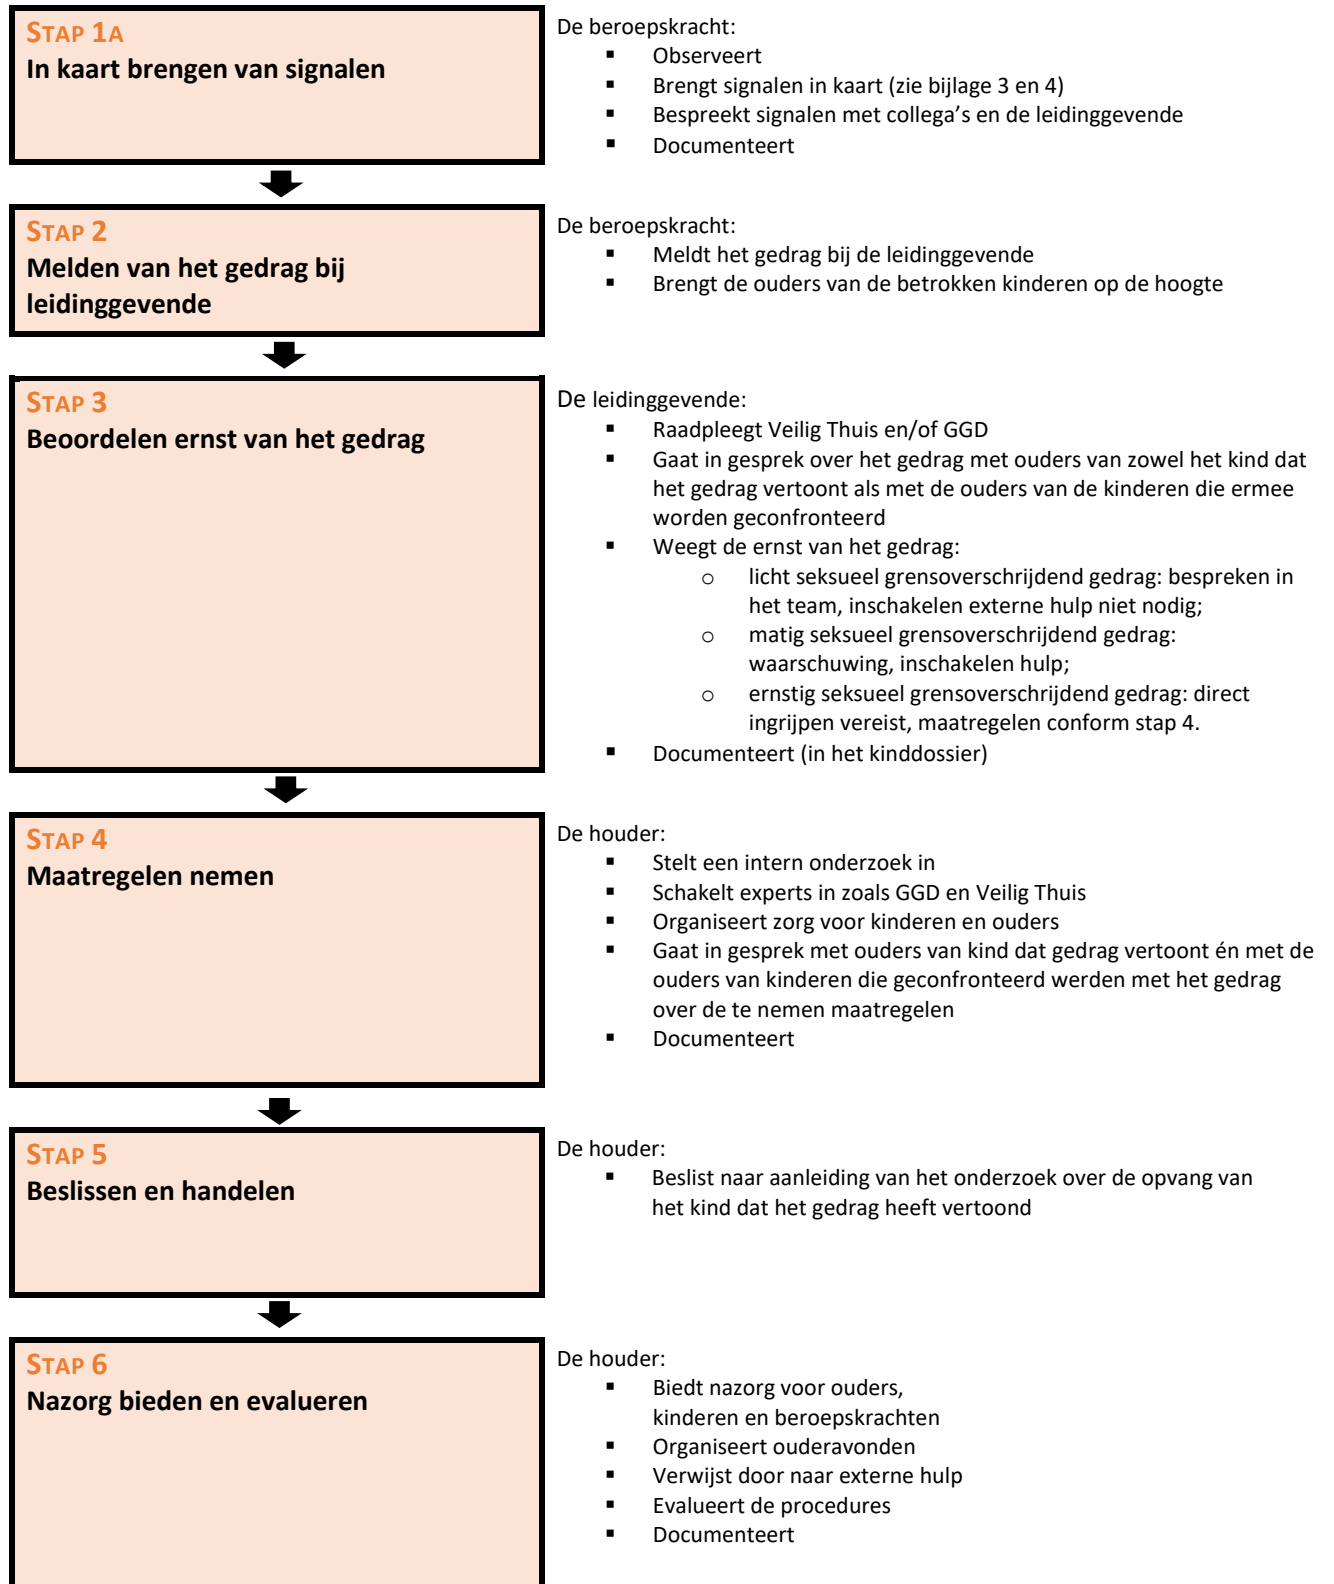 STAP 1A
In kaart brengen van signalen
De beroepskracht:
▪ Observeert
▪ Brengt signalen in kaart (zie bijlage 3 en 4)
▪ Bespreekt signalen met collega’s en de leidinggevende
▪ Documenteert
STAP 2
Melden van het gedrag bij
leidinggevende
De beroepskracht:
▪ Meldt het gedrag bij de leidinggevende
▪ Brengt de ouders van de betrokken kinderen op de hoogte
STAP 3
Beoordelen ernst van het gedrag
De leidinggevende:
▪ Raadpleegt Veilig Thuis en/of GGD
▪ Gaat in gesprek over het gedrag met ouders van zowel het kind dat
het gedrag vertoont als met de ouders van de kinderen die ermee
worden geconfronteerd
▪ Weegt de ernst van het gedrag:
o licht seksueel grensoverschrijdend gedrag: bespreken in
het team, inschakelen externe hulp niet nodig;
o matig seksueel grensoverschrijdend gedrag:
waarschuwing, inschakelen hulp;
o ernstig seksueel grensoverschrijdend gedrag: direct
ingrijpen vereist, maatregelen conform stap 4.
▪ Documenteert (in het kinddossier)
STAP 4
Maatregelen nemen
De houder:
▪ Stelt een intern onderzoek in
▪ Schakelt experts in zoals GGD en Veilig Thuis
▪ Organiseert zorg voor kinderen en ouders
▪ Gaat in gesprek met ouders van kind dat gedrag vertoont én met de
ouders van kinderen die geconfronteerd werden met het gedrag
over de te nemen maatregelen
▪ Documenteert
STAP 5
Beslissen en handelen
De houder:
▪ Beslist naar aanleiding van het onderzoek over de opvang van
het kind dat het gedrag heeft vertoond
STAP 6
Nazorg bieden en evalueren
De houder:
▪ Biedt nazorg voor ouders,
kinderen en beroepskrachten
▪ Organiseert ouderavonden
▪ Verwijst door naar externe hulp
▪ Evalueert de procedures
▪ Documenteert